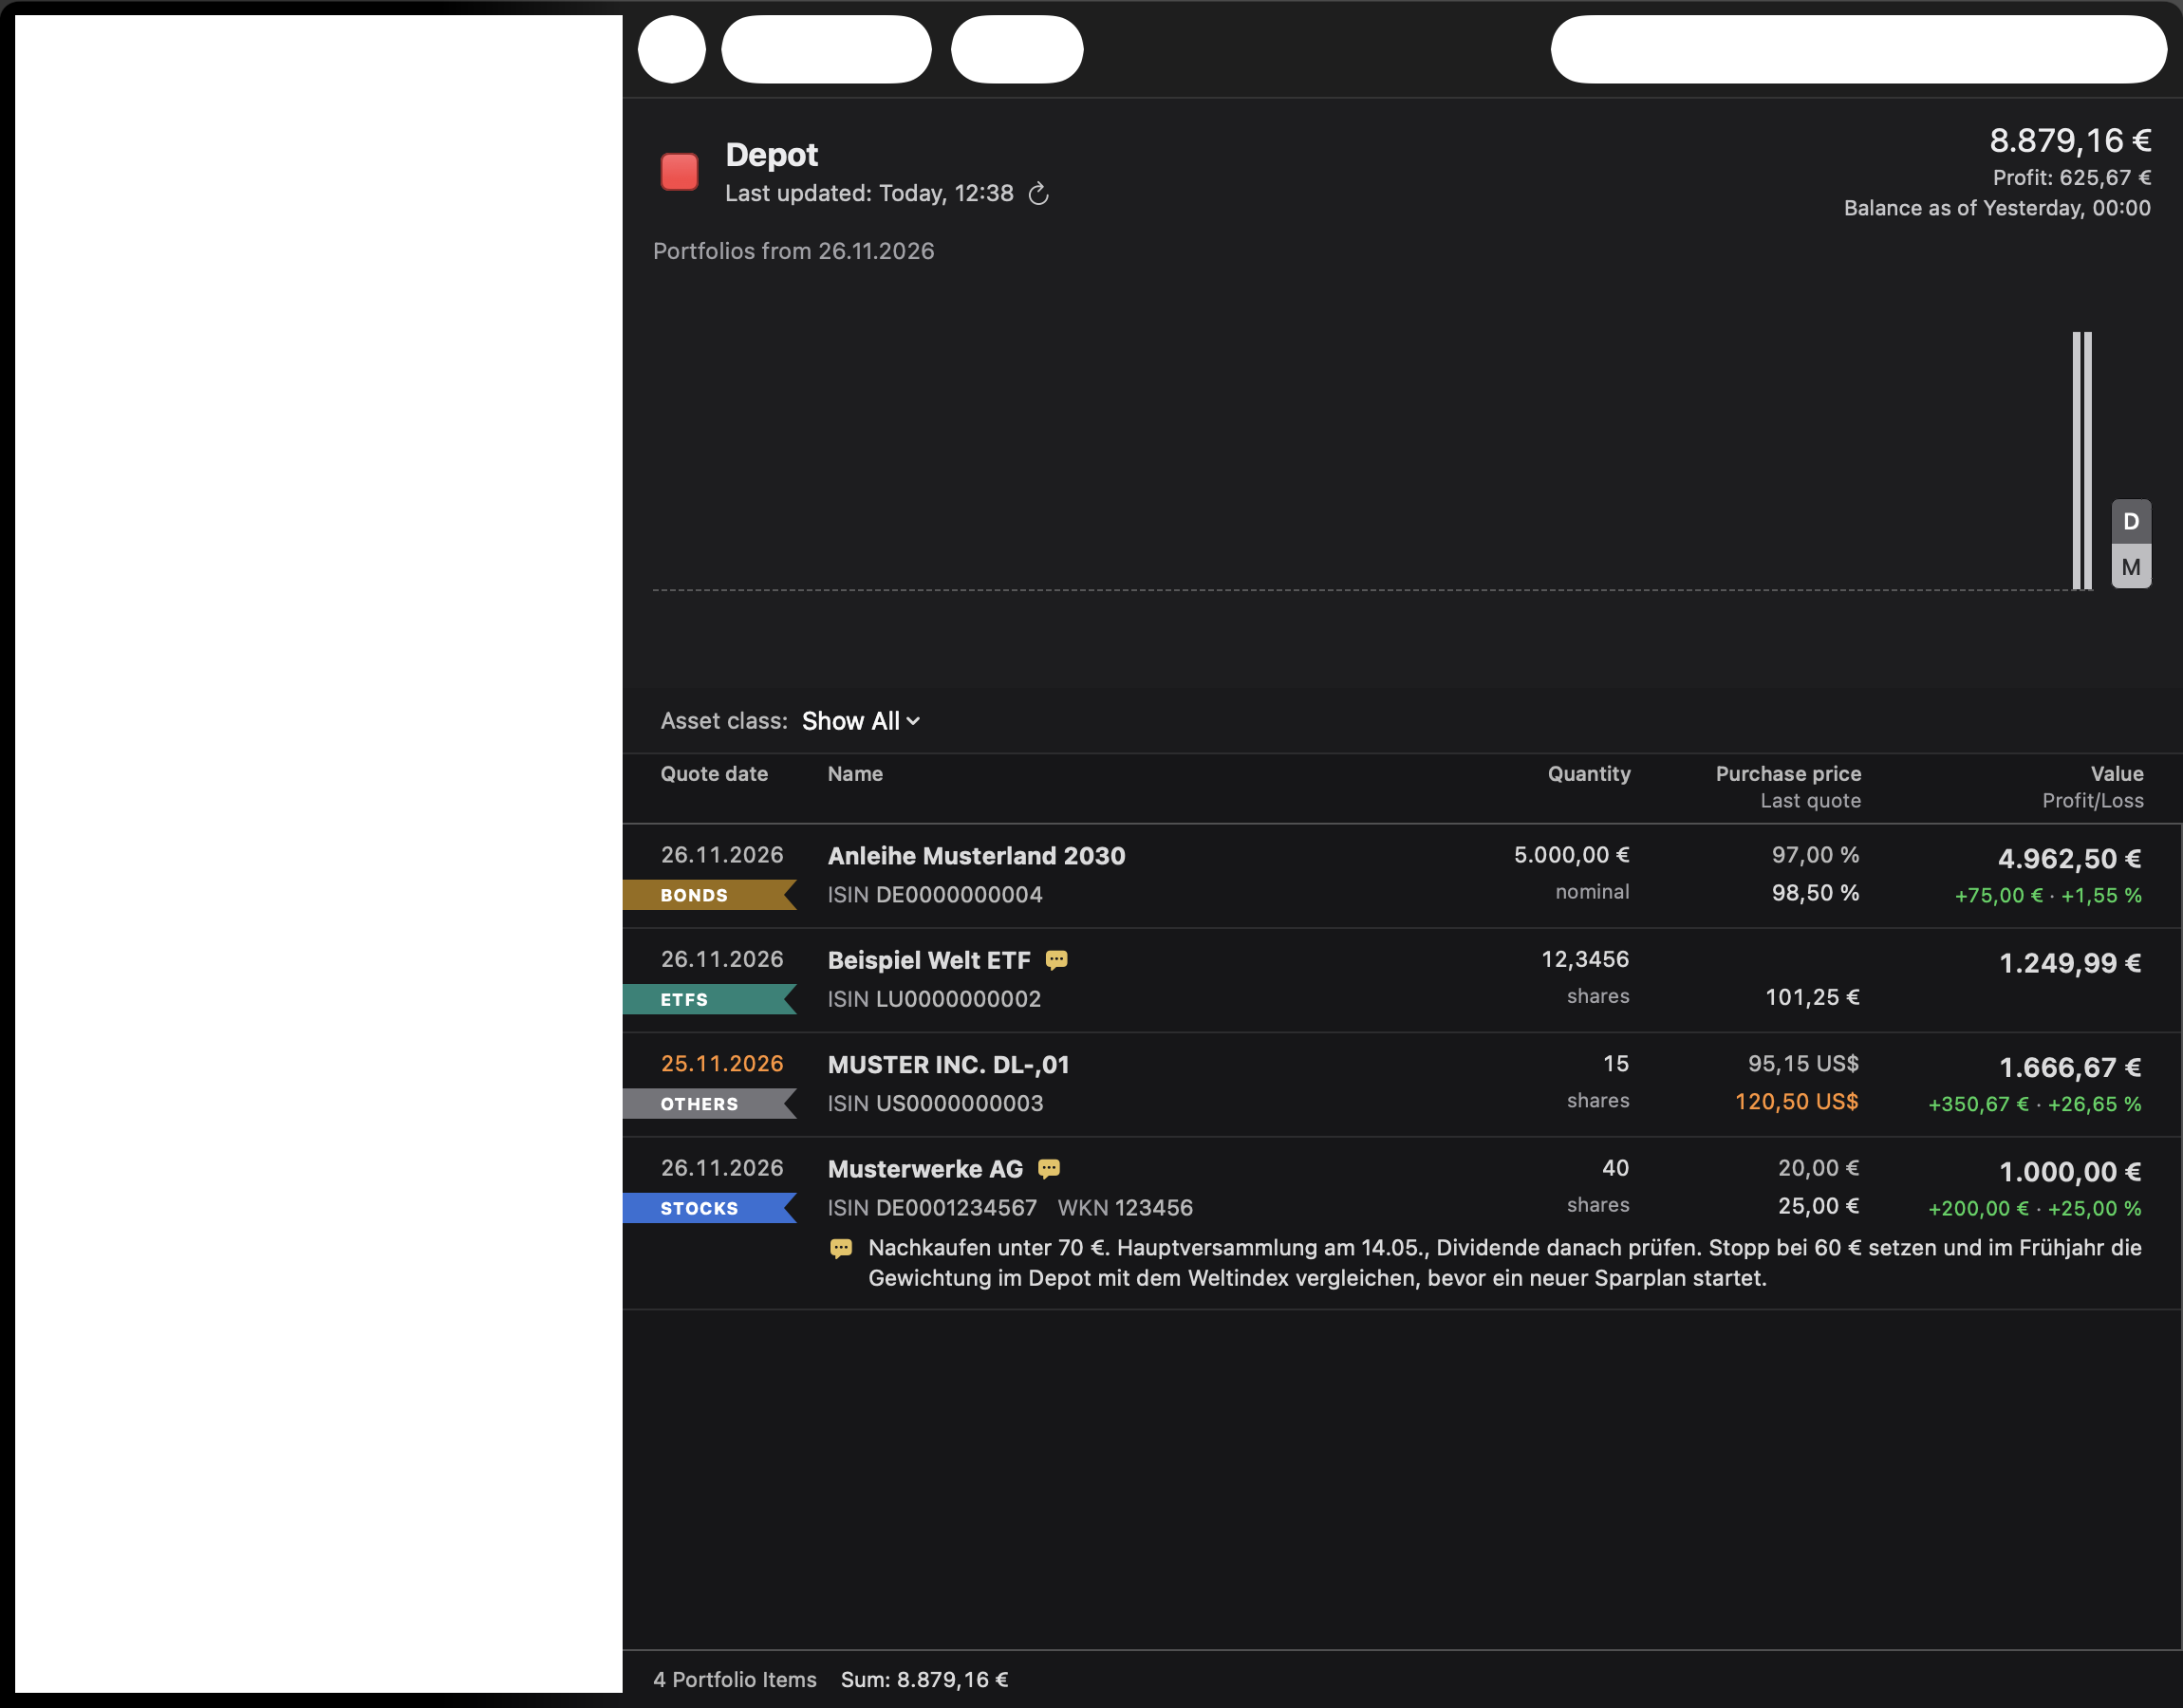 Depot
Last updated: Today, 12:38
8.879,16 €
Profit: 625,67 €
Balance as of Yesterday, 00:00
Portfolios from 26.11.2026
D
M
Asset class: Show All
Quote date Name Quantity Purchase price Value
Last quote Profit/Loss
26.11.2026 Anleihe Musterland 2030 5.000,00 € 97,00 % 4.962,50 €
BONDS ISIN DE0000000004 nominal 98,50 % +75,00 € · +1,55 %
26.11.2026 Beispiel Welt ETF 12,3456 1.249,99 €
ETFS ISIN LU0000000002 shares 101,25 €
25.11.2026 MUSTER INC. DL-,01 15 95,15 US$ 1.666,67 €
OTHERS ISIN US0000000003 shares 120,50 US$ +350,67 € · +26,65 %
26.11.2026 Musterwerke AG 40 20,00 € 1.000,00 €
STOCKS ISIN DE0001234567 WKN 123456 shares 25,00 € +200,00 € · +25,00 %
Nachkaufen unter 70 €. Hauptversammlung am 14.05., Dividende danach prüfen. Stopp bei 60 € setzen und im Frühjahr die
Gewichtung im Depot mit dem Weltindex vergleichen, bevor ein neuer Sparplan startet.
4 Portfolio Items Sum: 8.879,16 €